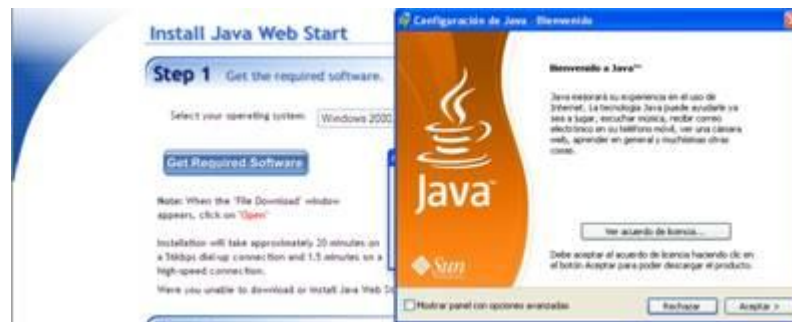 Install Java Web Start
Step 1 Get the required software.
Select your operating system: Windows 2000
Get Required Software
Note: When the 'File Download' window
appears, click on "Open"
Installation will take approximately 20 minutes on
a 56kbps dial-up connection and 1.5 minutes on a
high-speed connection.
Were you unable to download or install Java Web St
Configuración de Java - Bienvenido
Bienvenido a Java™
Java mejorará su experiencia en el uso de
Internet. La tecnología Java puede ayudarle ya
sea a jugar, escuchar música, recibir correo
electrónico en su teléfono móvil, ver una cámara
web, aprender en general y muchísimas otras
cosas.
Java™
Ver acuerdo de licencia...
Debe aceptar el acuerdo de licencia haciendo clic en
el botón Aceptar para poder descargar el producto.
Sun
Mostrar panel con opciones avanzadas
Rechazar
Aceptar >